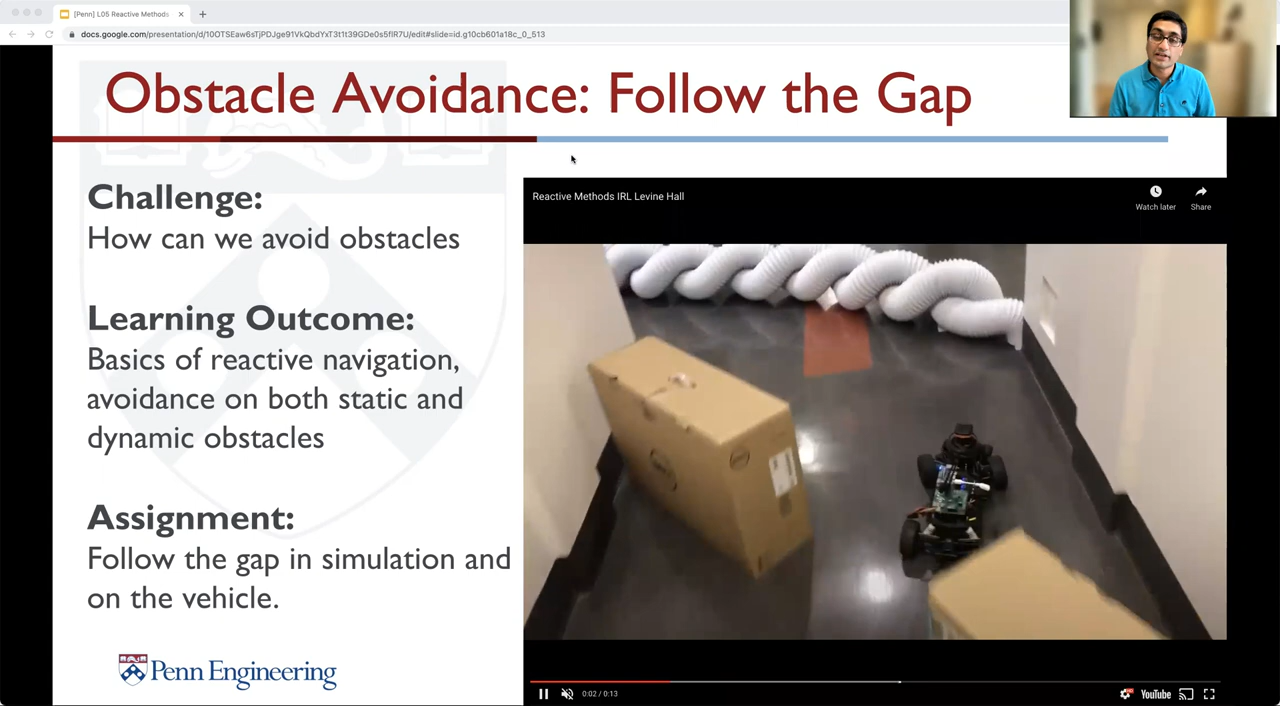 [Penn] L05 Reactive Methods
docs.google.com/presentation/d/10OTSEaw6sTjPDJge91VkQbdYxT3t1t39GDe0s5fIR7U/edit#slide=id.g10cb601a18c_0_513
Obstacle Avoidance: Follow the Gap
Challenge:
How can we avoid obstacles
Learning Outcome:
Basics of reactive navigation,
avoidance on both static and
dynamic obstacles
Assignment:
Follow the gap in simulation and
on the vehicle.
Penn Engineering
Reactive Methods IRL Levine Hall
Watch later
Share
0:02 / 0:13
YouTube